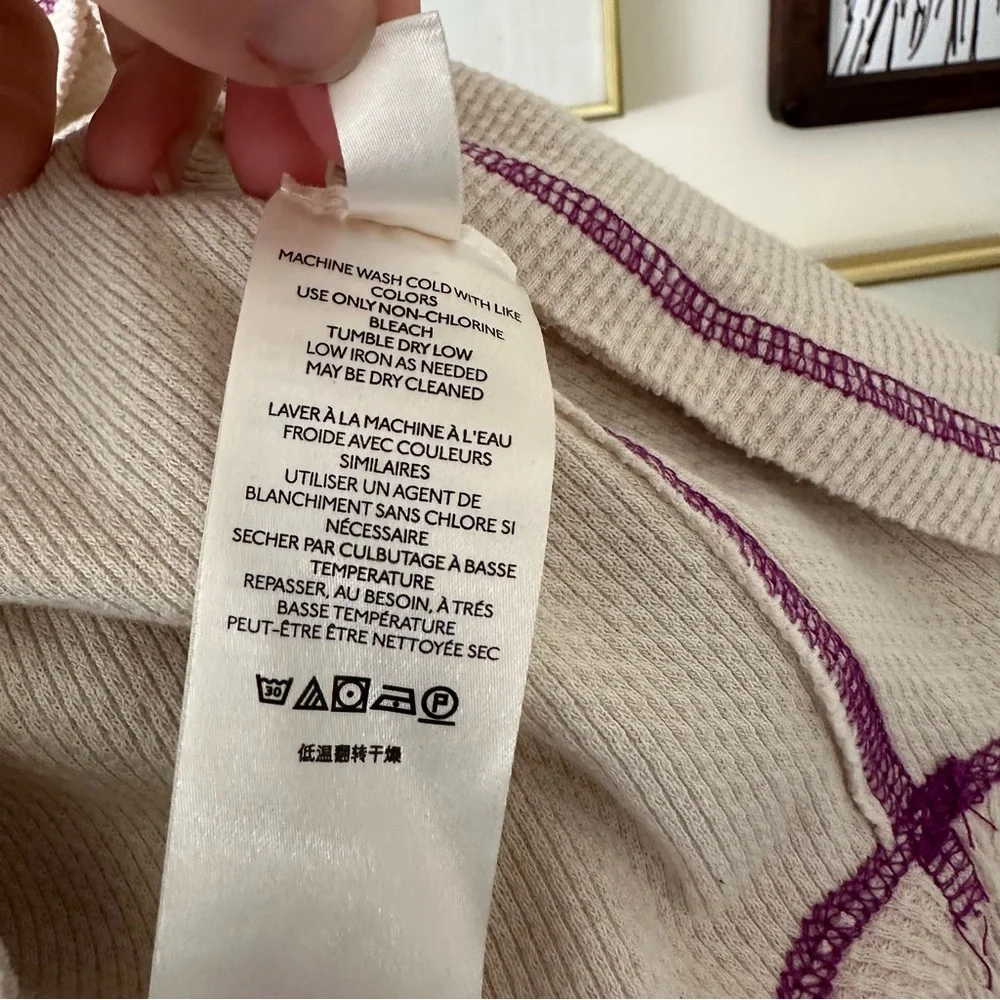 MACHINE WASH COLD WITH LIKE
COLORS
USE ONLY NON-CHLORINE
BLEACH
TUMBLE DRY LOW
LOW IRON AS NEEDED
MAY BE DRY CLEANED
LAVER À LA MACHINE À L'EAU
FROIDE AVEC COULEURS
SIMILAIRES
UTILISER UN AGENT DE
BLANCHIMENT SANS CHLORE SI
NÉCESSAIRE
SECHER PAR CULBUTAGE À BASSE
TEMPERATURE
REPASSER, AU BESOIN, À TRÉS
BASSE TEMPÉRATURE
PEUT-ÊTRE ÊTRE NETTOYÉE SEC
30 P
低温翻转干燥